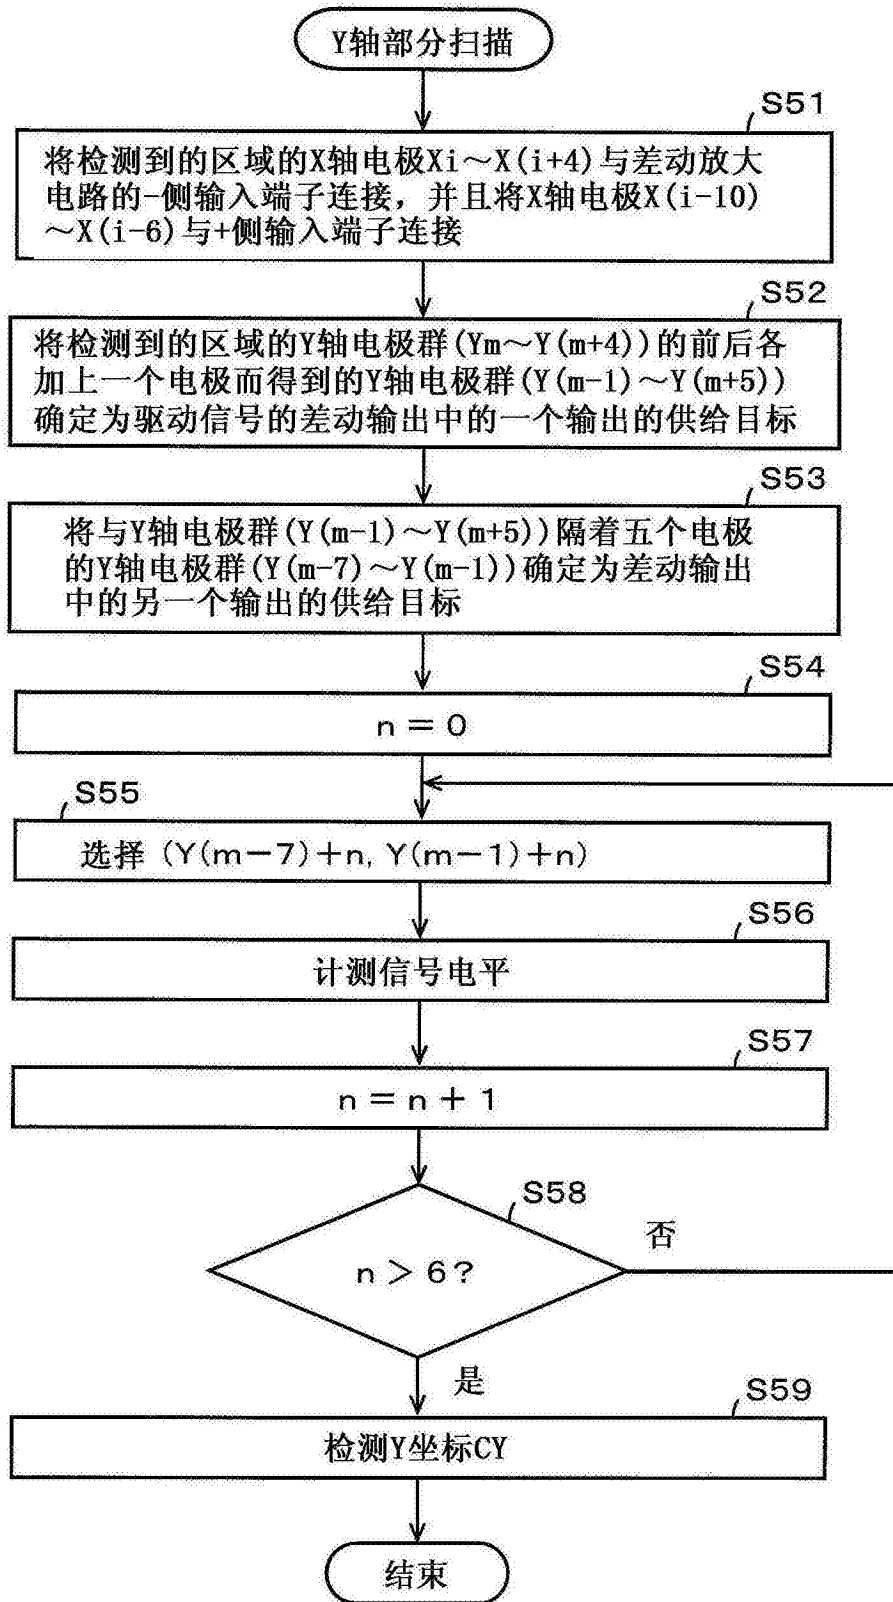 Y轴部分扫描
S51
将检测到的区域的X轴电极Xi～X(i+4)与差动放大
电路的-侧输入端子连接，并且将X轴电极X(i-10)
～X(i-6)与+侧输入端子连接
S52
将检测到的区域的Y轴电极群(Ym～Y(m+4))的前后各
加上一个电极而得到的Y轴电极群(Y(m-1)～Y(m+5))
确定为驱动信号的差动输出中的一个输出的供给目标
S53
将与Y轴电极群(Y(m-1)～Y(m+5))隔着五个电极
的Y轴电极群(Y(m-7)～Y(m-1))确定为差动输出
中的另一个输出的供给目标
S54
n＝0
S55
选择（Y(m－7)＋n, Y(m－1)＋n）
S56
计测信号电平
S57
n＝n＋1
S58
n＞6?
否
是
S59
检测Y坐标CY
结束